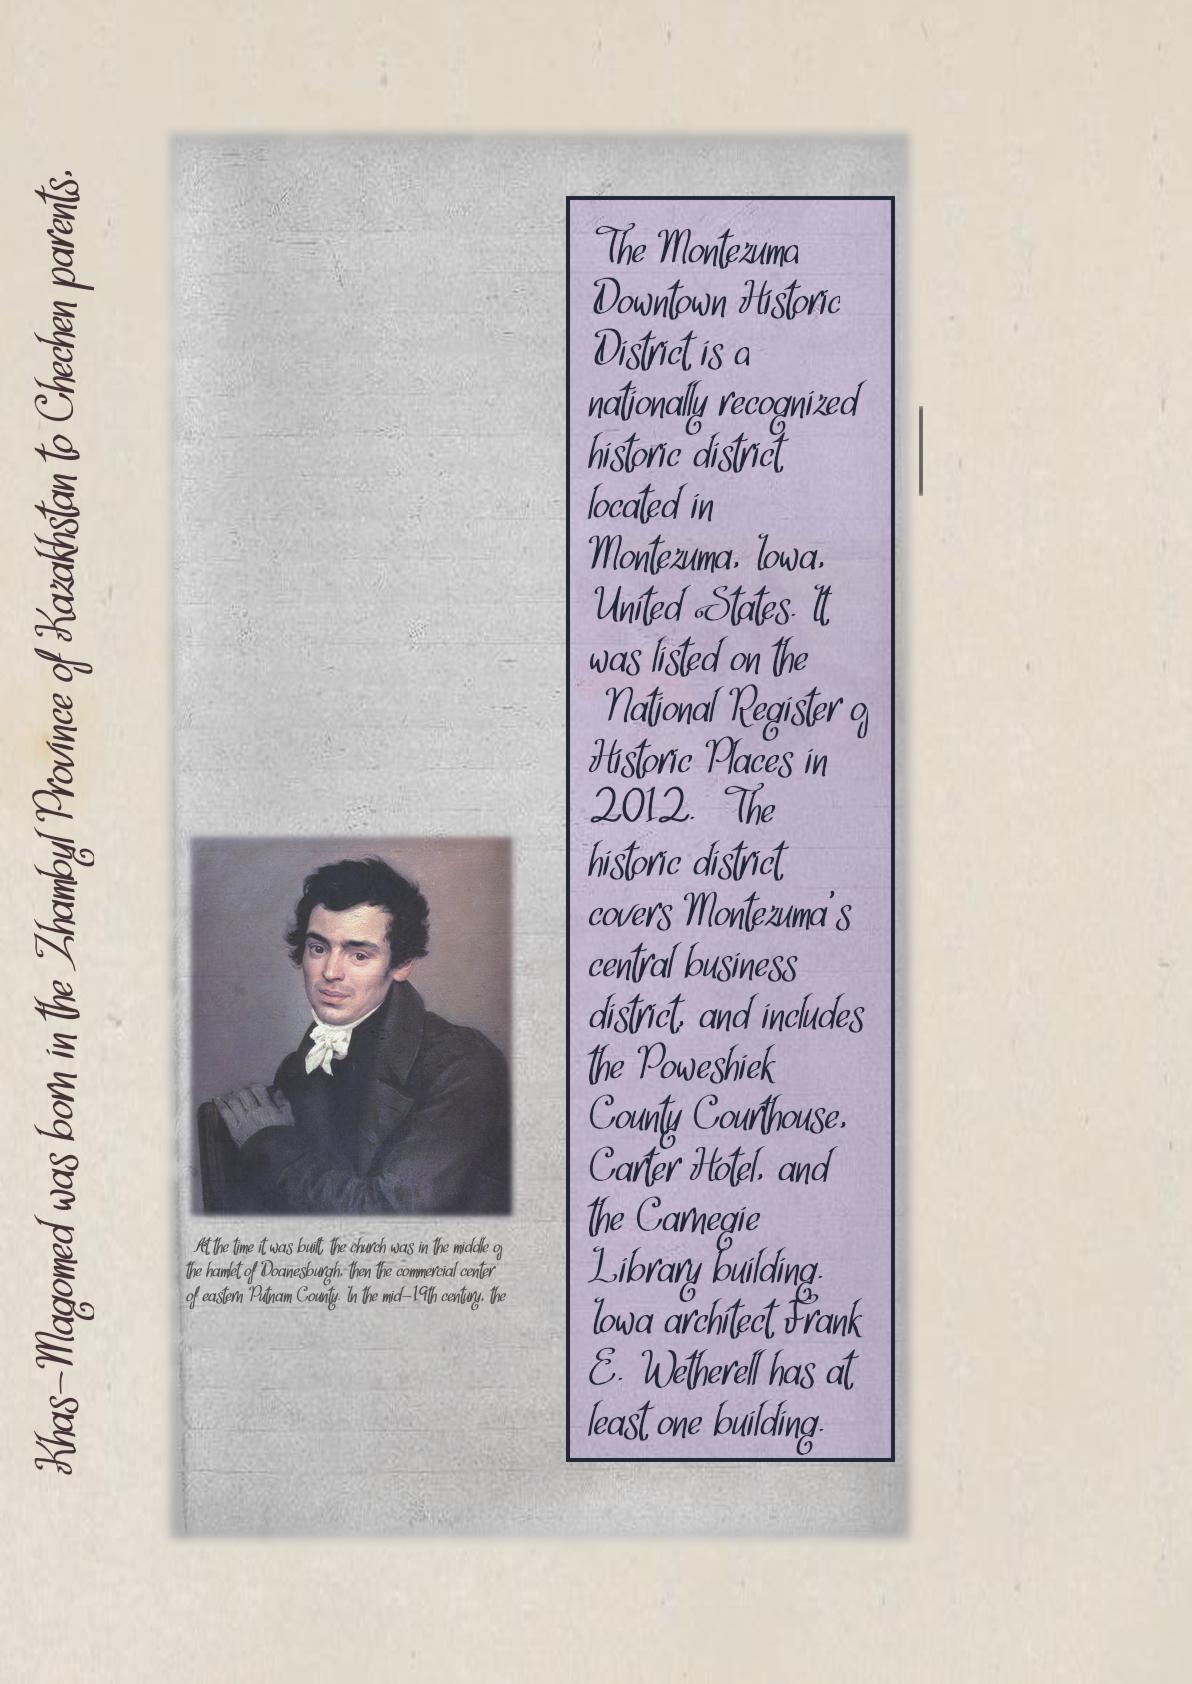 Khas-Magomed was born in the Zhambyl Province of Kazakhstan to Chechen parents.
The Montezuma
Downtown Historic
District is a
nationally recognized
historic district
located in
Montezuma, Iowa,
United States. It
was listed on the
National Register of
Historic Places in
2012. The
historic district
covers Montezuma's
central business
district, and includes
the Poweshiek
County Courthouse,
Carter Hotel, and
the Carnegie
Library building.
Iowa architect Frank
E. Wetherell has at
least one building.
At the time it was built, the church was in the middle of
the hamlet of Doanesburgh, then the commercial center
of eastern Putnam County. In the mid-19th century, the